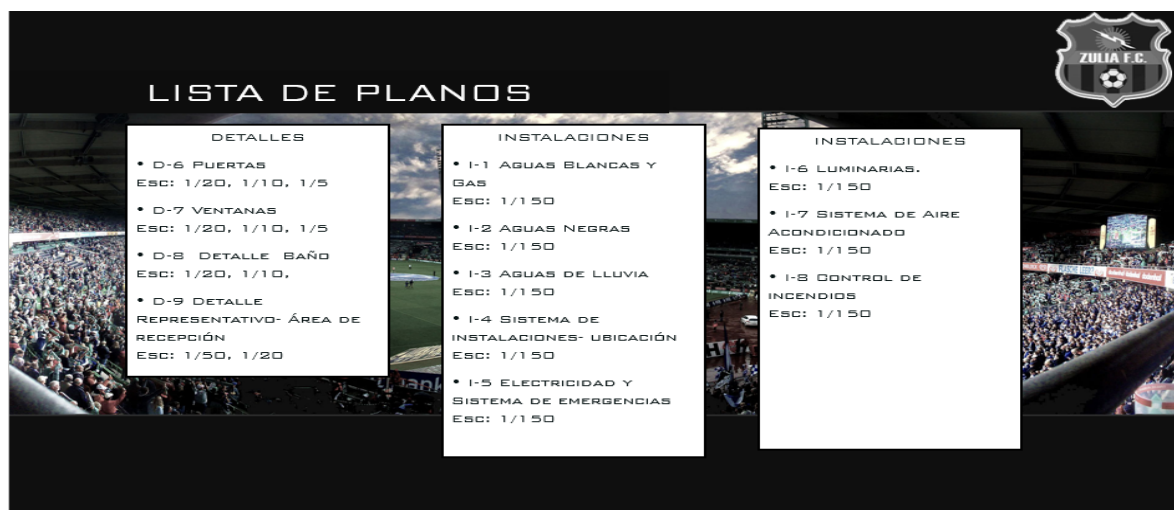 ZULIA F.C.
LISTA DE PLANOS
DETALLES
• D-6 Puertas
Esc: 1/20, 1/10, 1/5
• D-7 Ventanas
Esc: 1/20, 1/10, 1/5
• D-8 Detalle Baño
Esc: 1/20, 1/10,
• D-9 Detalle
Representativo- Área de
recepción
Esc: 1/50, 1/20
INSTALACIONES
• I-1 Aguas Blancas y
Gas
Esc: 1/150
• I-2 Aguas Negras
Esc: 1/150
• I-3 Aguas de Lluvia
Esc: 1/150
• I-4 Sistema de
instalaciones- ubicación
Esc: 1/150
• I-5 Electricidad y
Sistema de emergencias
Esc: 1/150
INSTALACIONES
• I-6 luminarias.
Esc: 1/150
• I-7 Sistema de Aire
Acondicionado
Esc: 1/150
• I-8 Control de
incendios
Esc: 1/150